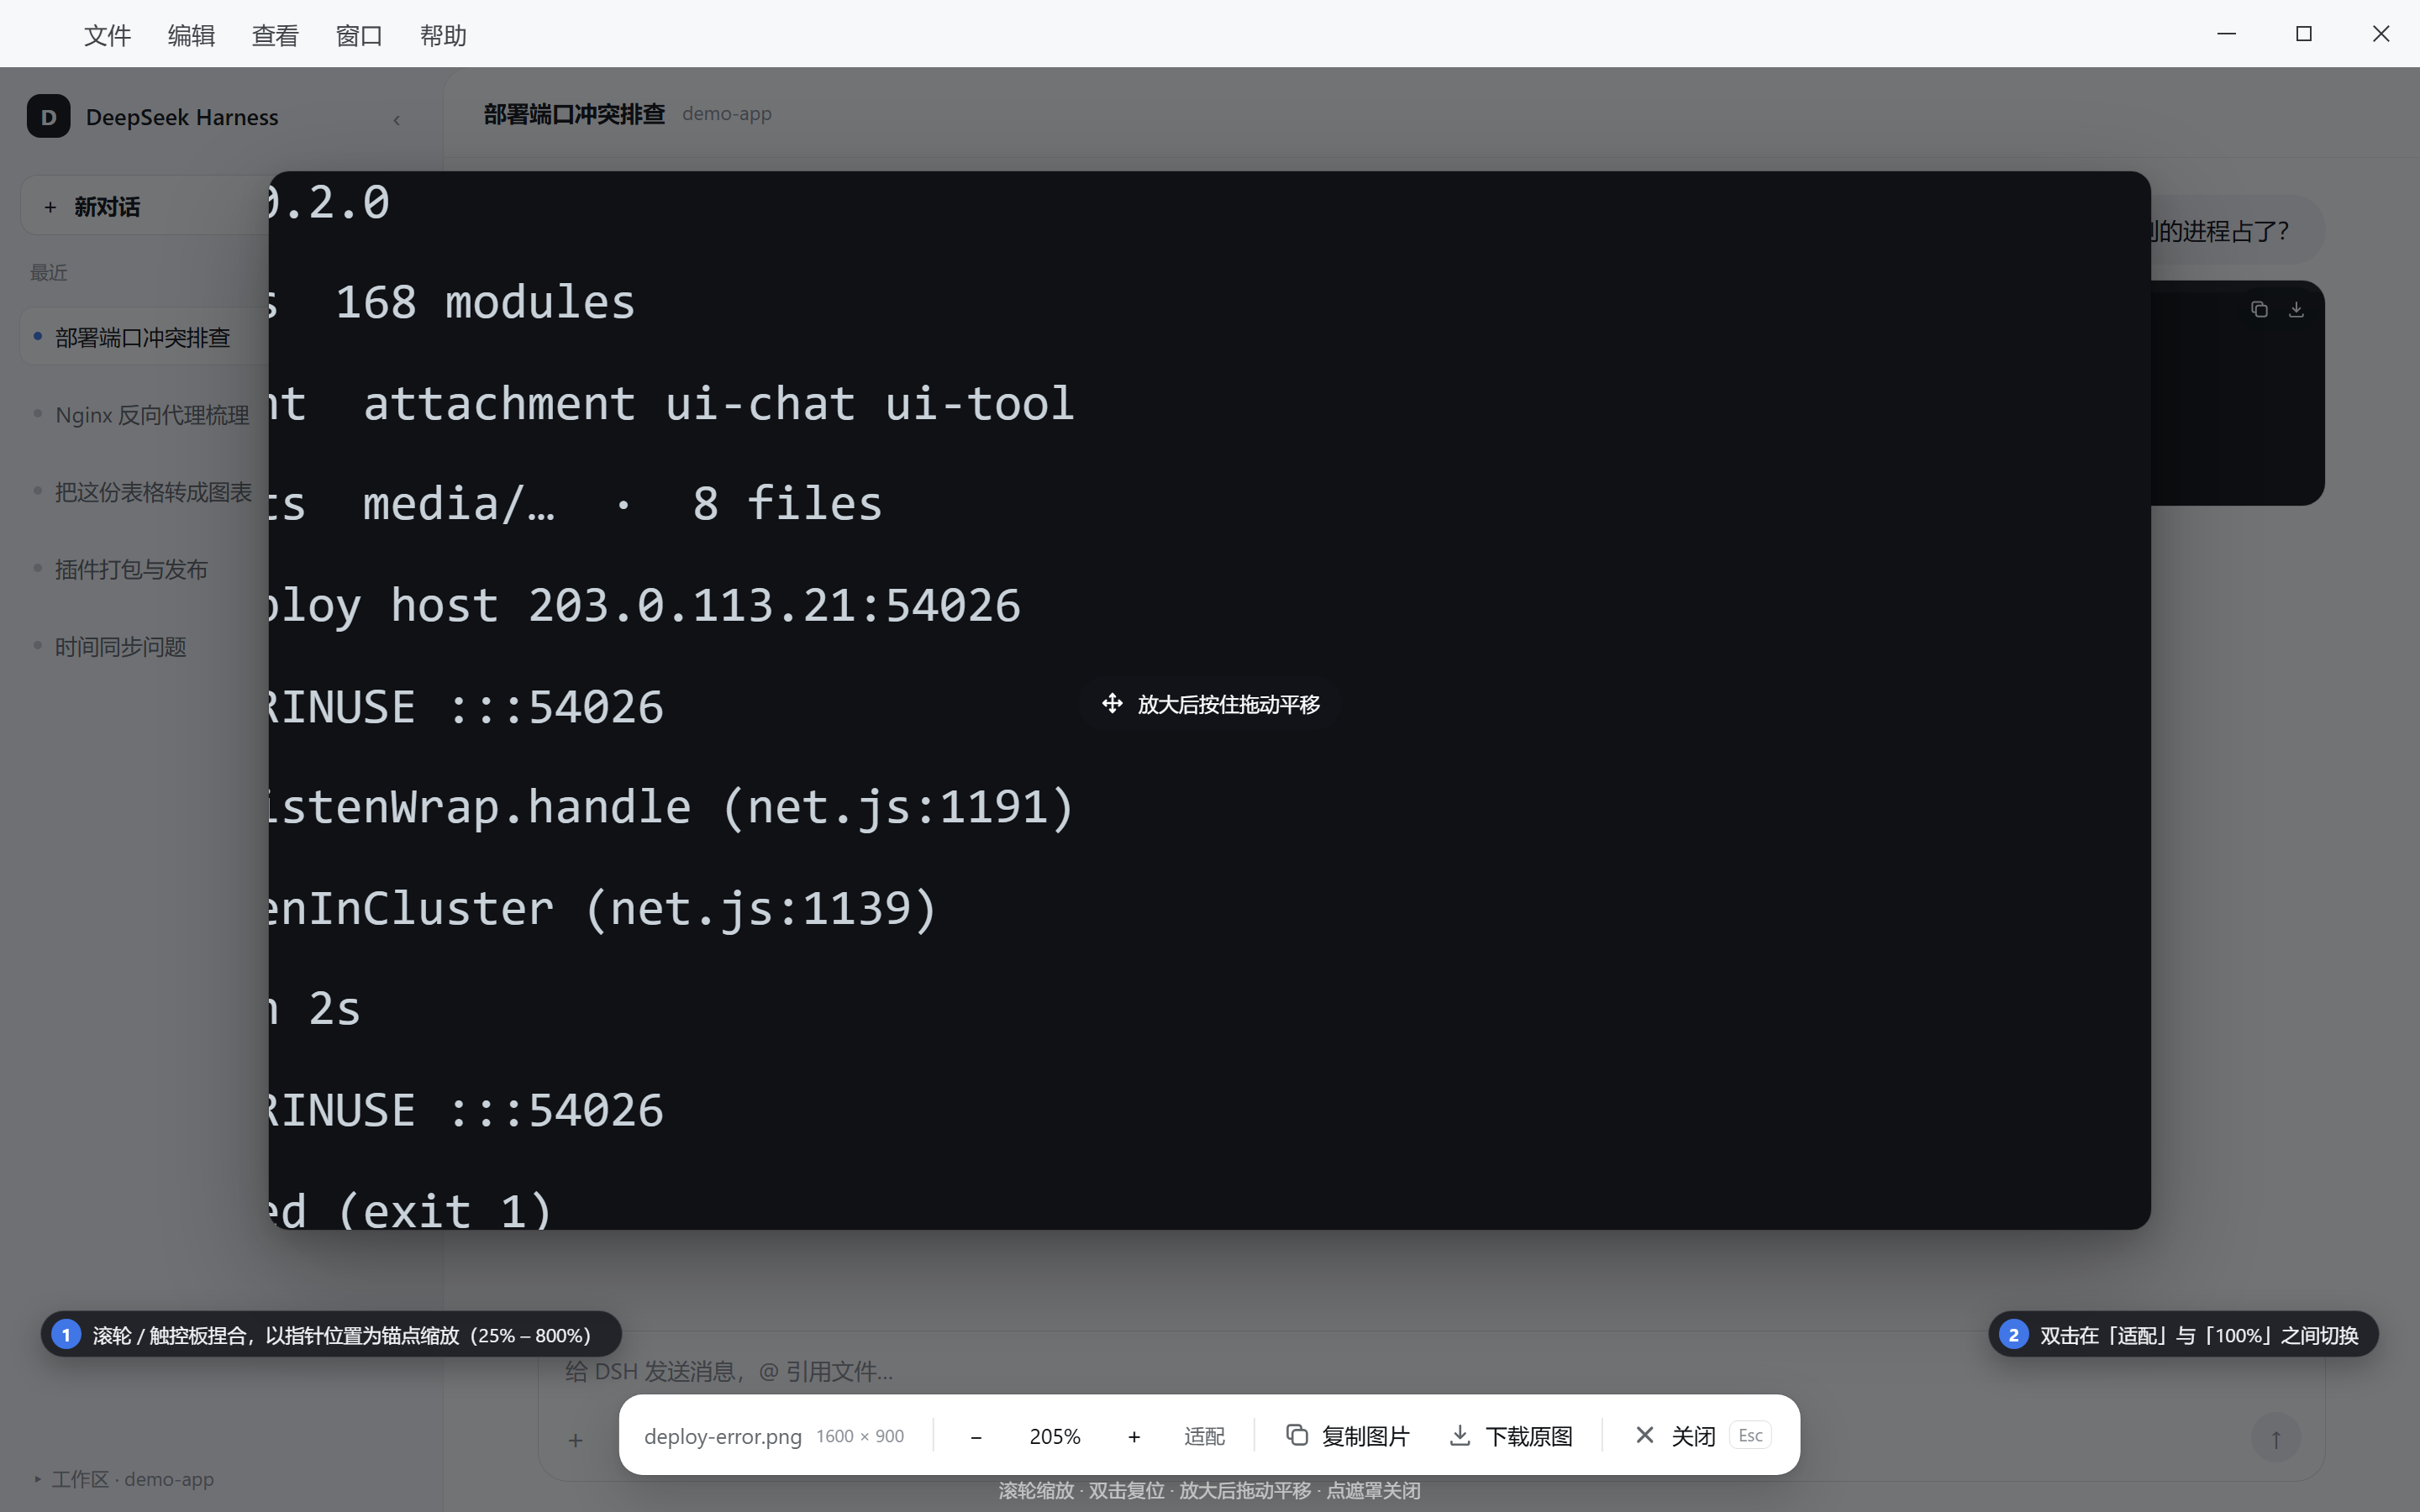 文件 编辑 查看 窗口 帮助
D DeepSeek Harness ‹
部署端口冲突排查 demo-app
+ 新对话
最近
部署端口冲突排查
Nginx 反向代理梳理
把这份表格转成图表
插件打包与发布
时间同步问题
的进程占了？
.2.0
168 modules
attachment ui-chat ui-tool
media/… · 8 files
ploy host 203.0.113.21:54026
RINUSE :::54026
放大后按住拖动平移
istenWrap.handle (net.js:1191)
enInCluster (net.js:1139)
2s
RINUSE :::54026
ed (exit 1)
1 滚轮 / 触控板捏合，以指针位置为锚点缩放（25% – 800%）
2 双击在「适配」与「100%」之间切换
给 DSH 发送消息，@ 引用文件...
+ ↑
deploy-error.png 1600 × 900 − 205% + 适配 复制图片 下载原图 关闭 Esc
工作区 · demo-app
滚轮缩放 · 双击复位 · 放大后拖动平移 · 点遮罩关闭